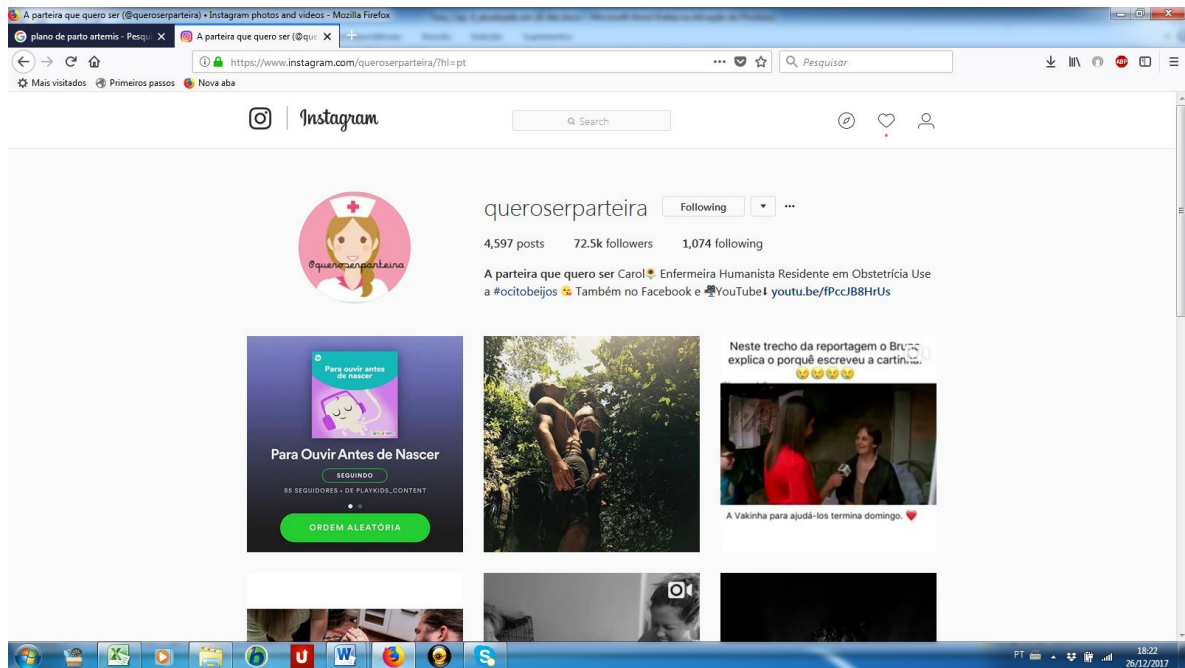 A parteira que quero ser (@queroserparteira) • Instagram photos and videos - Mozilla Firefox
plano de parto artemis - Pesqui
A parteira que quero ser (@que
https://www.instagram.com/queroserparteira/?hl=pt
Pesquisar
ABP
Mais visitados
Primeiros passos
Nova aba
Instagram
Search
queroserparteira
Following
4,597 posts
72.5k followers
1,074 following
@queroserparteira
A parteira que quero ser Carol Enfermeira Humanista Residente em Obstetrícia Use
a #ocitobeijos Também no Facebook e YouTube youtu.be/fPccJB8HrUs
Para ouvir antes
de nascer
Para Ouvir Antes de Nascer
SEGUINDO
85 SEGUIDORES • DE PLAYKIDS_CONTENT
ORDEM ALEATÓRIA
Neste trecho da reportagem o Bruno
explica o porquê escreveu a cartinha.
A Vakinha para ajudá-los termina domingo.
PT
18:22
26/12/2017